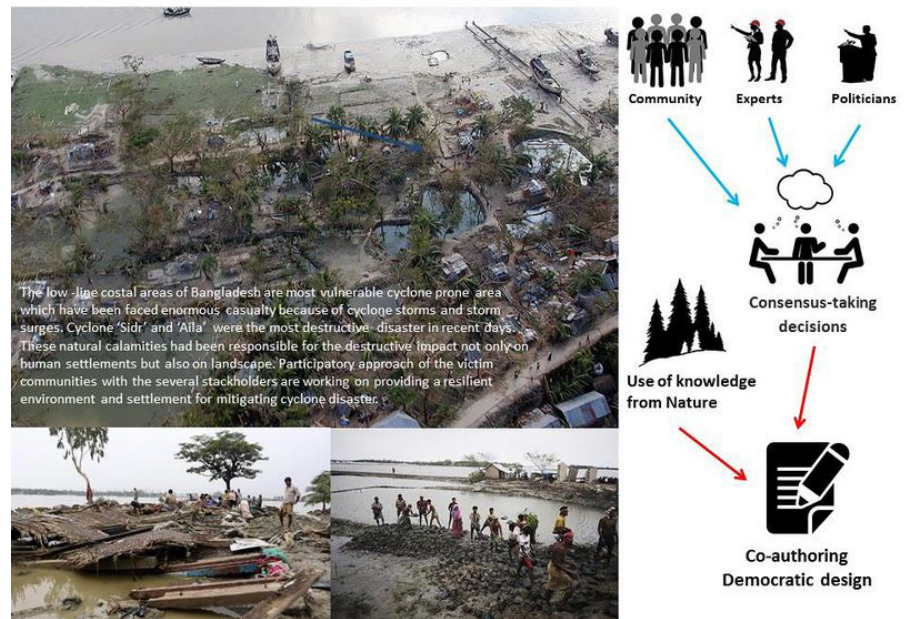 The low -line costal areas of Bangladesh are most vulnerable cyclone prone area
which have been faced enormous casualty because of cyclone storms and storm
surges. Cyclone ‘Sidr’ and ‘Aila’ were the most destructive disaster in recent days.
These natural calamities had been responsible for the destructive impact not only on
human settlements but also on landscape. Participatory approach of the victim
communities with the several stackholders are working on providing a resilient
environment and settlement for mitigating cyclone disaster.
Community
Experts
Politicians
Consensus-taking
decisions
Use of knowledge
from Nature
Co-authoring
Democratic design